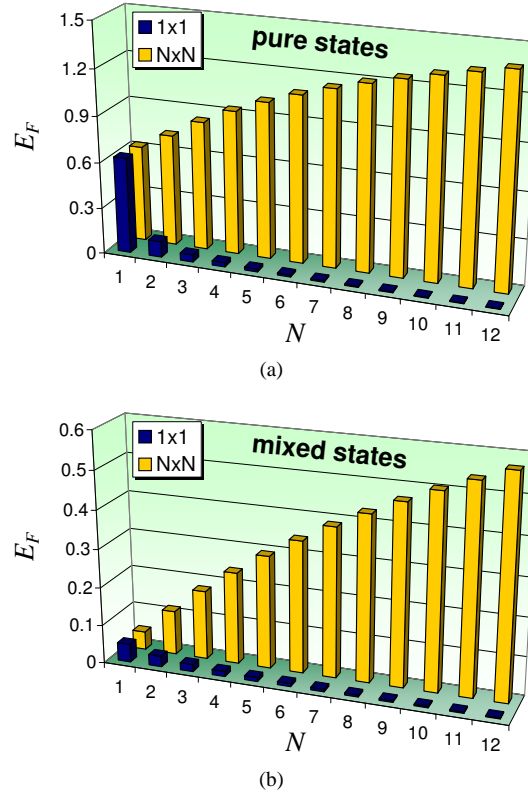 1.5
1x1
NxN
pure states
1.2
0.9
0.6
0.3
0
E_F
1 2 3 4 5 6 7 8 9 10 11 12
N
(a)
0.6
1x1
NxN
mixed states
0.5
0.4
0.3
0.2
0.1
0
E_F
1 2 3 4 5 6 7 8 9 10 11 12
N
(b)